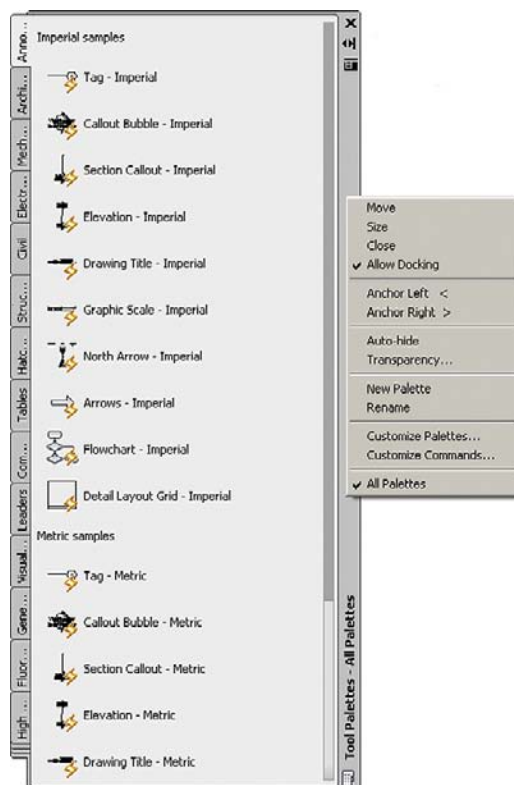 Anno...
Archi...
Mech...
Electr...
Civil
Struc...
Hatc...
Tables
Com...
Leaders
Visual...
Gene...
Fluor...
High ...
Imperial samples
Tag - Imperial
Callout Bubble - Imperial
Section Callout - Imperial
Elevation - Imperial
Drawing Title - Imperial
Graphic Scale - Imperial
North Arrow - Imperial
Arrows - Imperial
Flowchart - Imperial
Detail Layout Grid - Imperial
Metric samples
Tag - Metric
Callout Bubble - Metric
Section Callout - Metric
Elevation - Metric
Drawing Title - Metric
Tool Palettes - All Palettes
Move
Size
Close
Allow Docking
Anchor Left <
Anchor Right >
Auto-hide
Transparency...
New Palette
Rename
Customize Palettes...
Customize Commands...
All Palettes